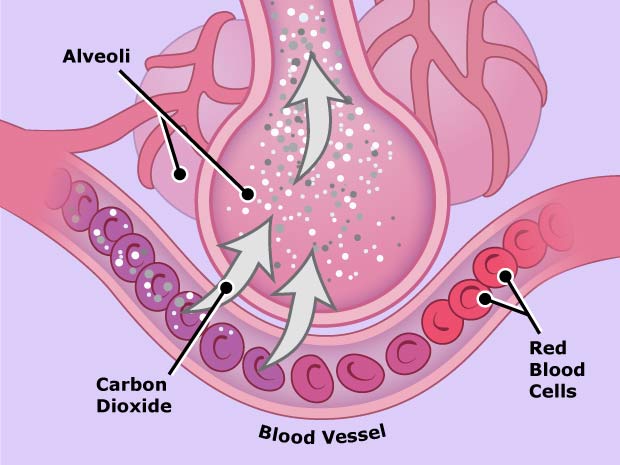 Alveoli
Carbon
Dioxide
Blood Vessel
Red
Blood
Cells